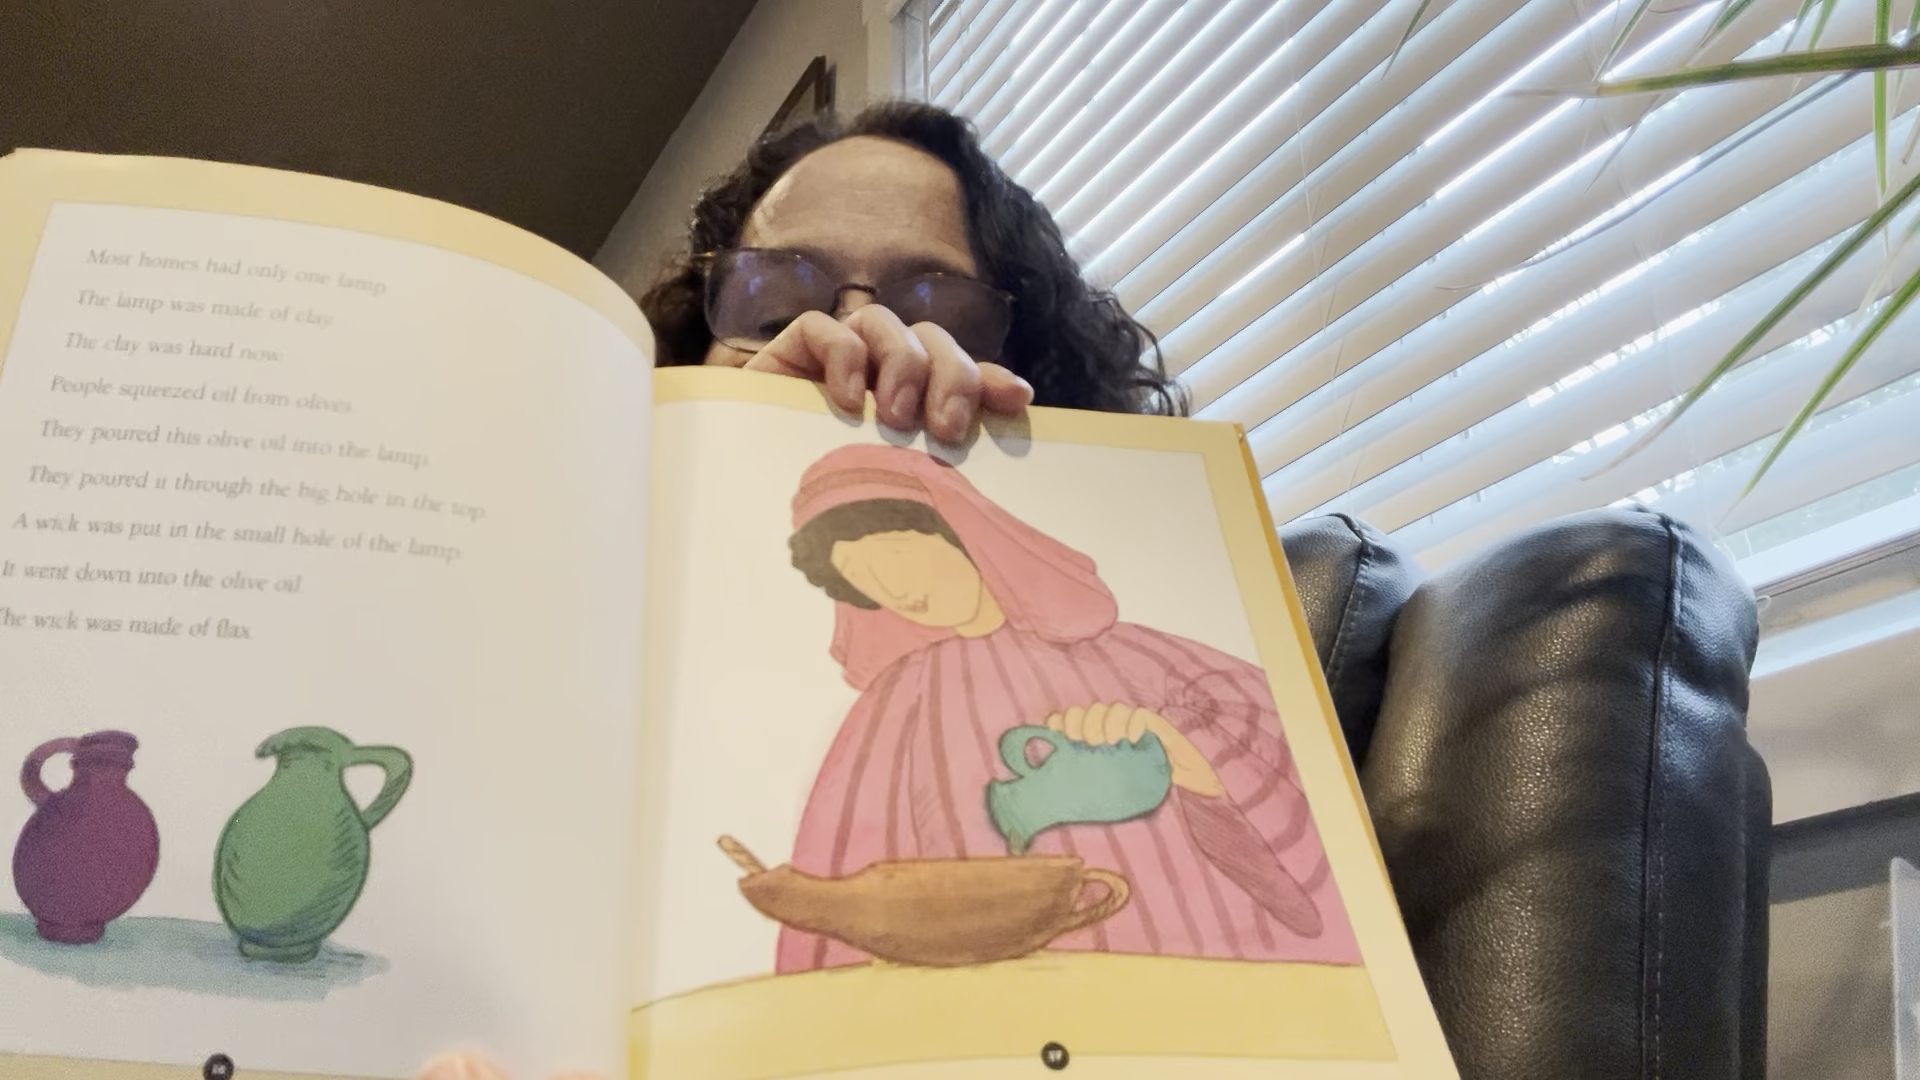 Most homes had only one lamp.
The lamp was made of clay.
The clay was hard now.
People squeezed oil from olives.
They poured this olive oil into the lamp.
They poured it through the big hole in the top.
A wick was put in the small hole of the lamp.
It went down into the olive oil.
The wick was made of flax.